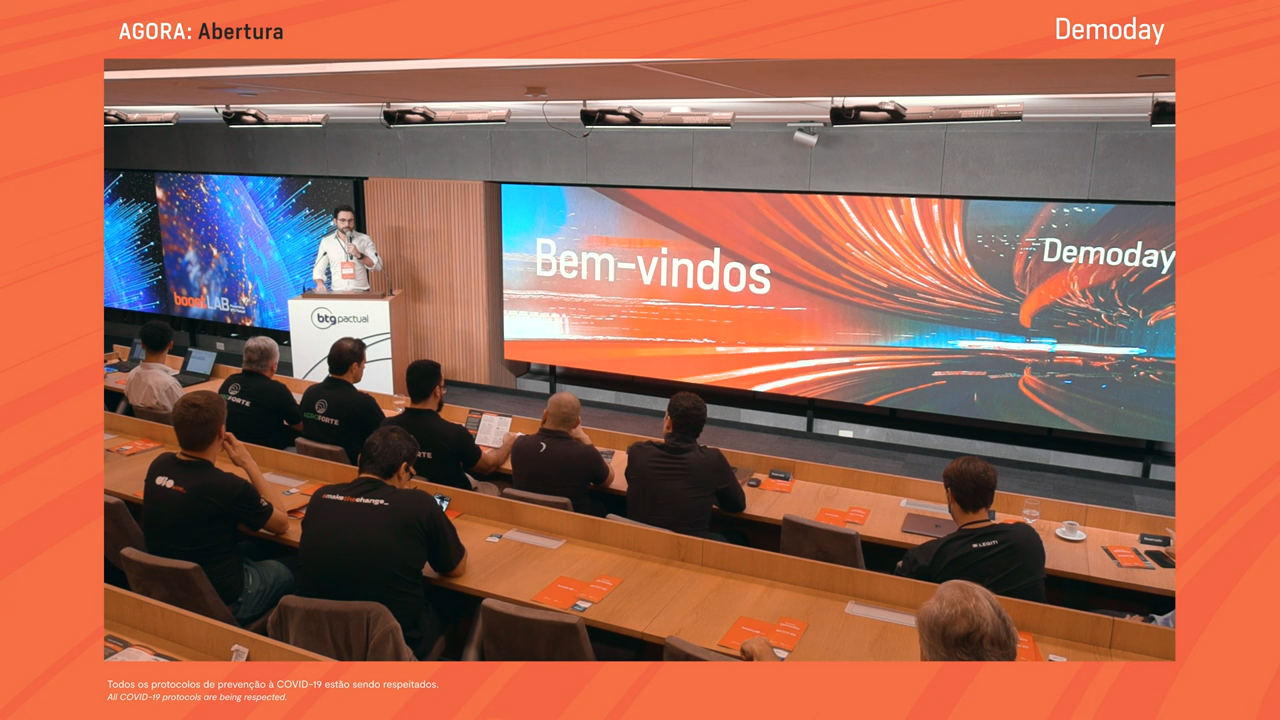 AGORA: Abertura
Demoday
Bem-vindos
Demoday
boostLAB
btg pactual
AGROFORTE
AGROFORTE
RTE
#makethechange_
LEGITI
Todos os protocolos de prevenção à COVID-19 estão sendo respeitados.
All COVID-19 protocols are being respected.